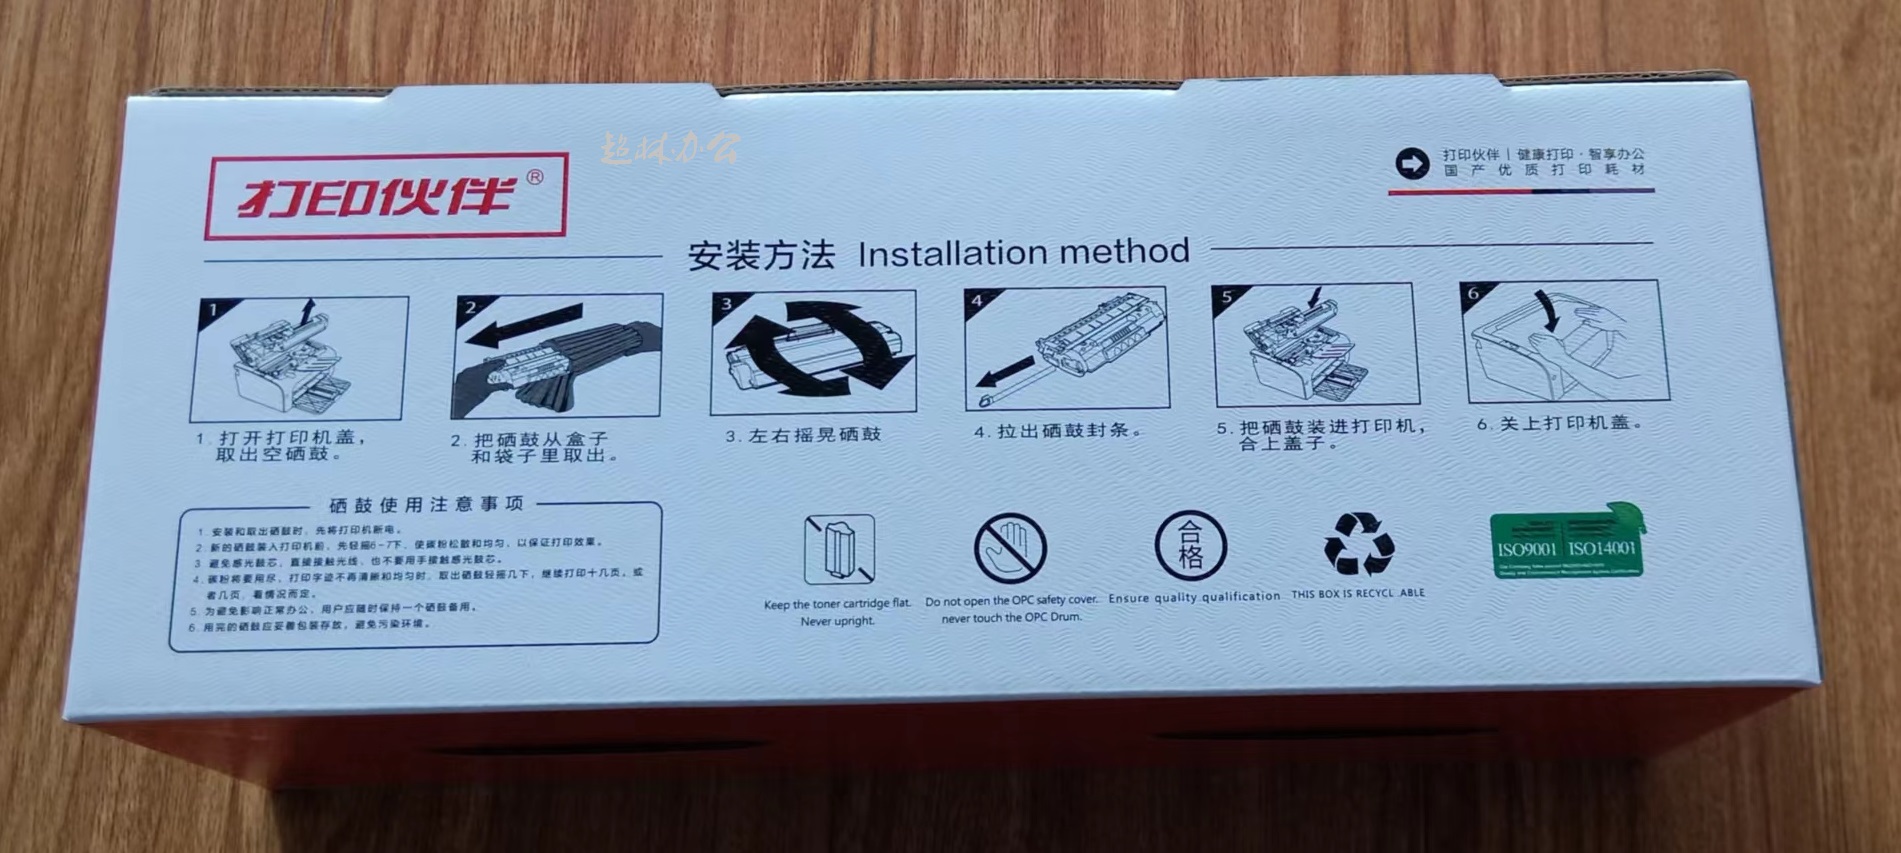 超林办公
打印伙伴®
打印伙伴 | 健康打印·智享办公
国产优质打印耗材
安装方法 Installation method
1
2
3
4
5
6
1. 打开打印机盖，
取出空硒鼓。
2. 把硒鼓从盒子
和袋子里取出。
3. 左右摇晃硒鼓
4. 拉出硒鼓封条。
5. 把硒鼓装进打印机，
合上盖子。
6. 关上打印机盖。
硒鼓使用注意事项
1. 安装和取出硒鼓时，先将打印机断电。
2. 新的硒鼓装入打印机前，先轻摇6-7下，使碳粉松散和均匀，以保证打印效果。
3. 避免感光鼓芯，直接接触光线，也不要用手接触感光鼓芯。
4. 碳粉将要用尽，打印字迹不再清晰和均匀时，取出硒鼓轻摇几下，继续打印十几页，或
者几页，看情况而定。
5. 为避免影响正常办公，用户应随时保持一个硒鼓备用。
6. 用完的硒鼓应妥善包装存放，避免污染环境。
Keep the toner cartridge flat.
Never upright.
Do not open the OPC safety cover.
never touch the OPC Drum.
合格
Ensure quality qualification
THIS BOX IS RECYCL ABLE
ISO9001 ISO14001